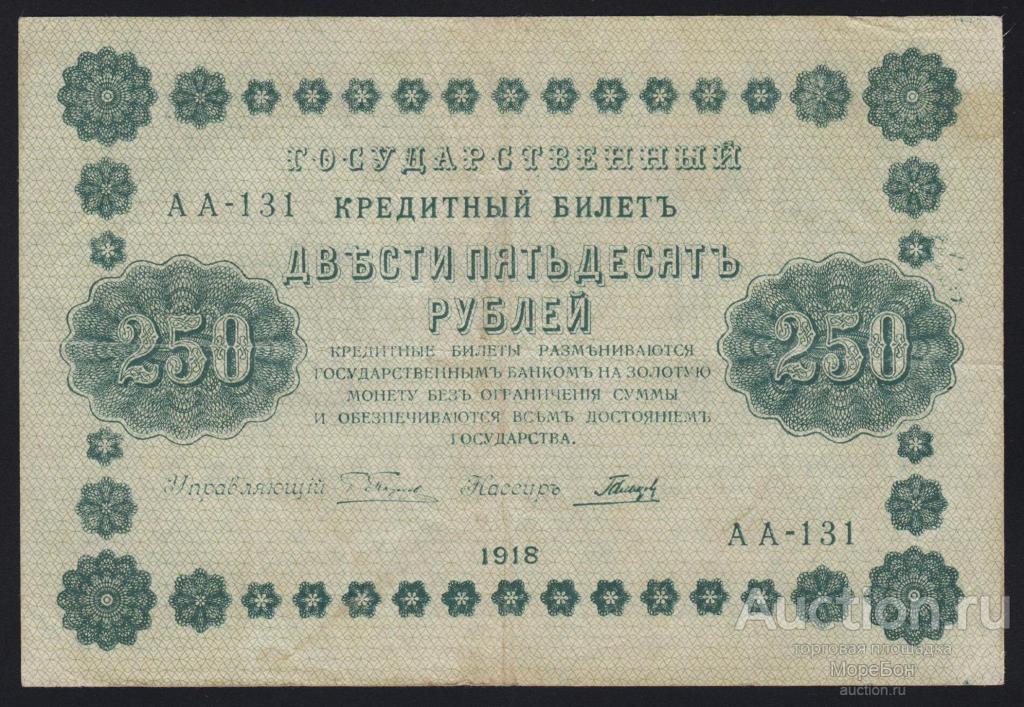 ГОСУДАРСТВЕННЫЙ
АА-131 КРЕДИТНЫЙ БИЛЕТЪ
ДВѢСТИ ПЯТЬДЕСЯТЪ
РУБЛЕЙ
250 250
КРЕДИТНЫЕ БИЛЕТЫ РАЗМѢНИВАЮТСЯ
ГОСУДАРСТВЕННЫМЪ БАНКОМЪ НА ЗОЛОТУЮ
МОНЕТУ БЕЗЪ ОГРАНИЧЕНІЯ СУММЫ
И ОБЕЗПЕЧИВАЮТСЯ ВСѢМЪ ДОСТОЯНІЕМЪ
ГОСУДАРСТВА.
Управляющій Кассиръ
АА-131
1918
Auction.ru
торговая площадка
МореБон
auction.ru